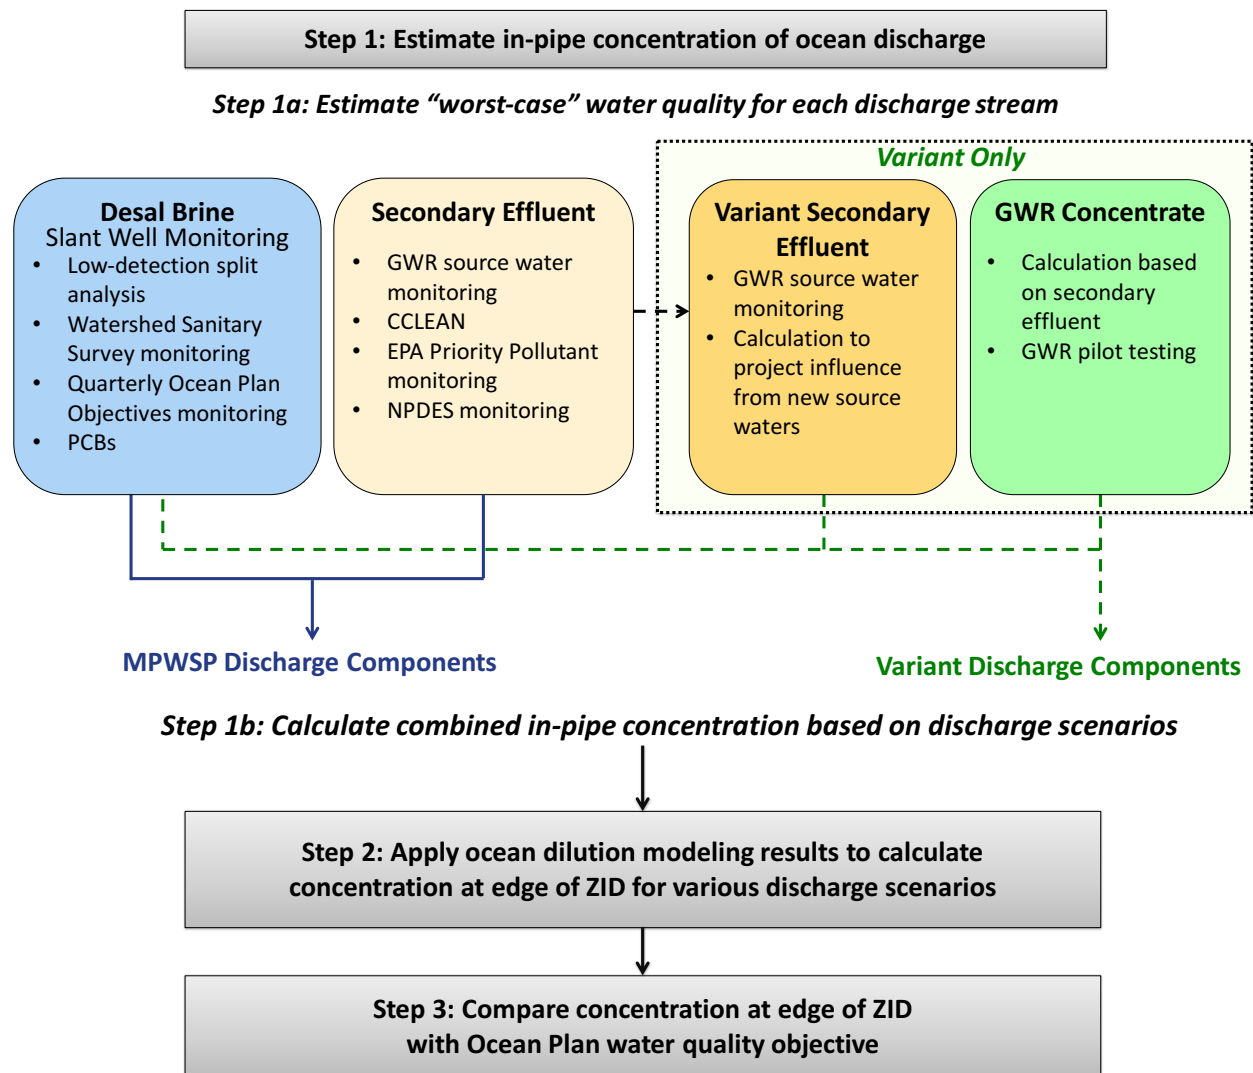 Step 1: Estimate in-pipe concentration of ocean discharge
Step 1a: Estimate “worst-case” water quality for each discharge stream
Variant Only
Desal Brine
Slant Well Monitoring
• Low-detection split
analysis
• Watershed Sanitary
Survey monitoring
• Quarterly Ocean Plan
Objectives monitoring
• PCBs
Secondary Effluent
• GWR source water
monitoring
• CCLEAN
• EPA Priority Pollutant
monitoring
• NPDES monitoring
Variant Secondary
Effluent
• GWR source water
monitoring
• Calculation to
project influence
from new source
waters
GWR Concentrate
• Calculation based
on secondary
effluent
• GWR pilot testing
MPWSP Discharge Components
Variant Discharge Components
Step 1b: Calculate combined in-pipe concentration based on discharge scenarios
Step 2: Apply ocean dilution modeling results to calculate
concentration at edge of ZID for various discharge scenarios
Step 3: Compare concentration at edge of ZID
with Ocean Plan water quality objective